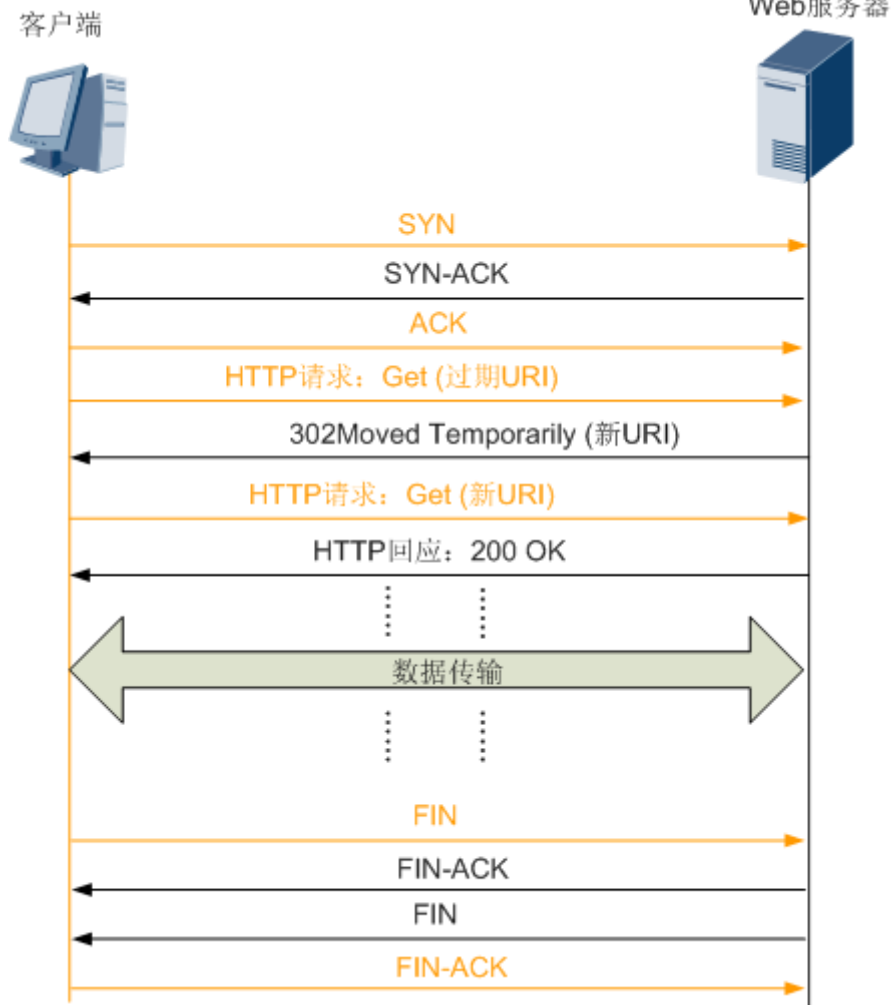 客户端
Web服务器
SYN
SYN-ACK
ACK
HTTP请求：Get (过期URI)
302Moved Temporarily (新URI)
HTTP请求：Get (新URI)
HTTP回应：200 OK
数据传输
FIN
FIN-ACK
FIN
FIN-ACK